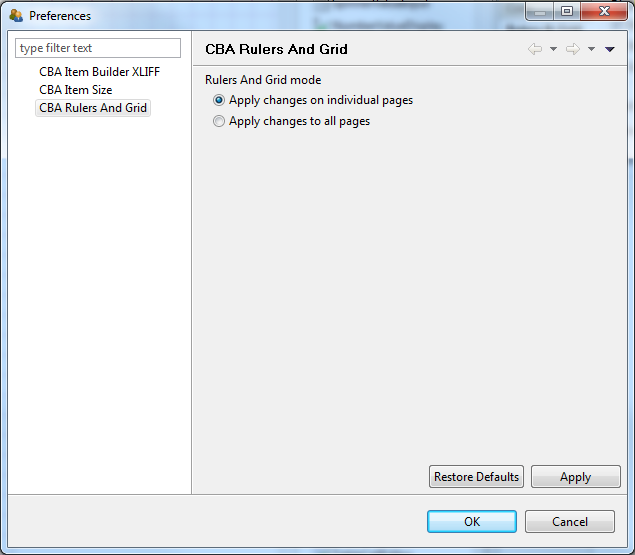 Preferences
type filter text
CBA Item Builder XLIFF
CBA Item Size
CBA Rulers And Grid
CBA Rulers And Grid
Rulers And Grid mode
Apply changes on individual pages
Apply changes to all pages
Restore Defaults
Apply
OK
Cancel